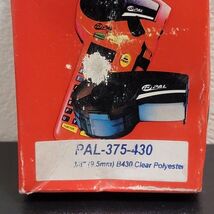 PAL
PAL-375-430
3/8" (9.5mm) B430 Clear Polyester